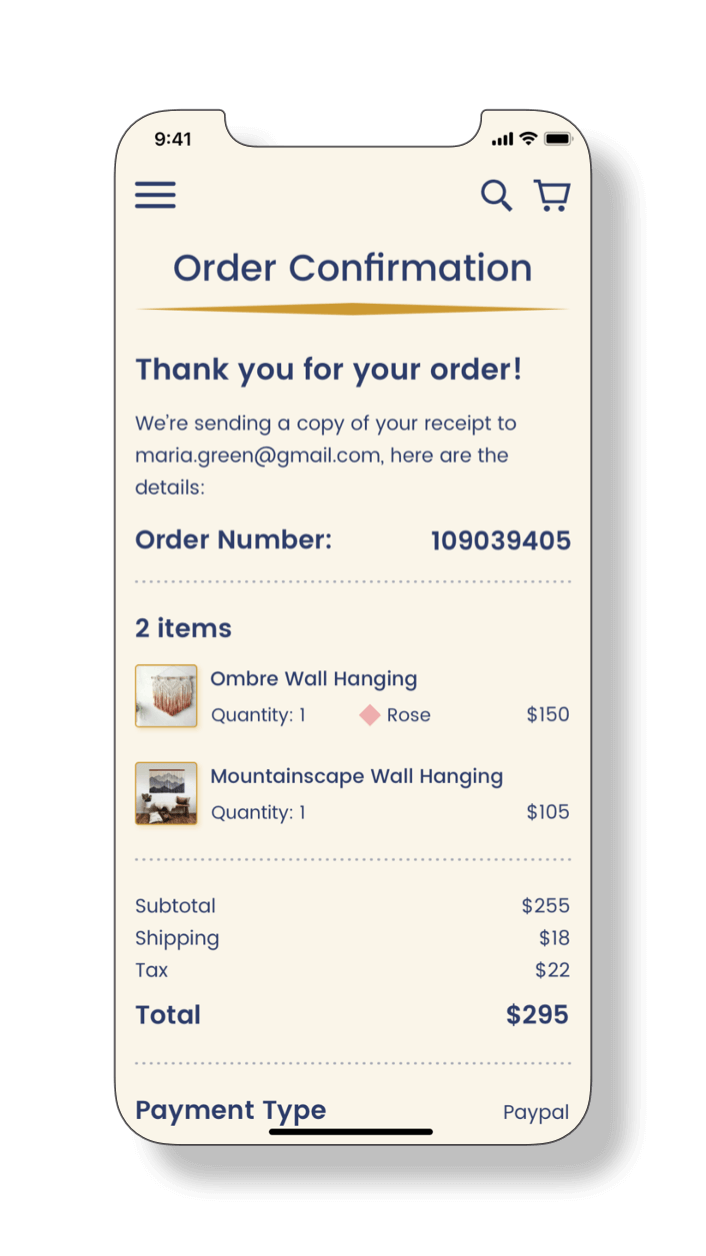 9:41
Order Confirmation
Thank you for your order!
We're sending a copy of your receipt to
maria.green@gmail.com, here are the
details:
Order Number: 109039405
2 items
Ombre Wall Hanging
Quantity: 1 Rose $150
Mountainscape Wall Hanging
Quantity: 1 $105
Subtotal $255
Shipping $18
Tax $22
Total $295
Payment Type Paypal